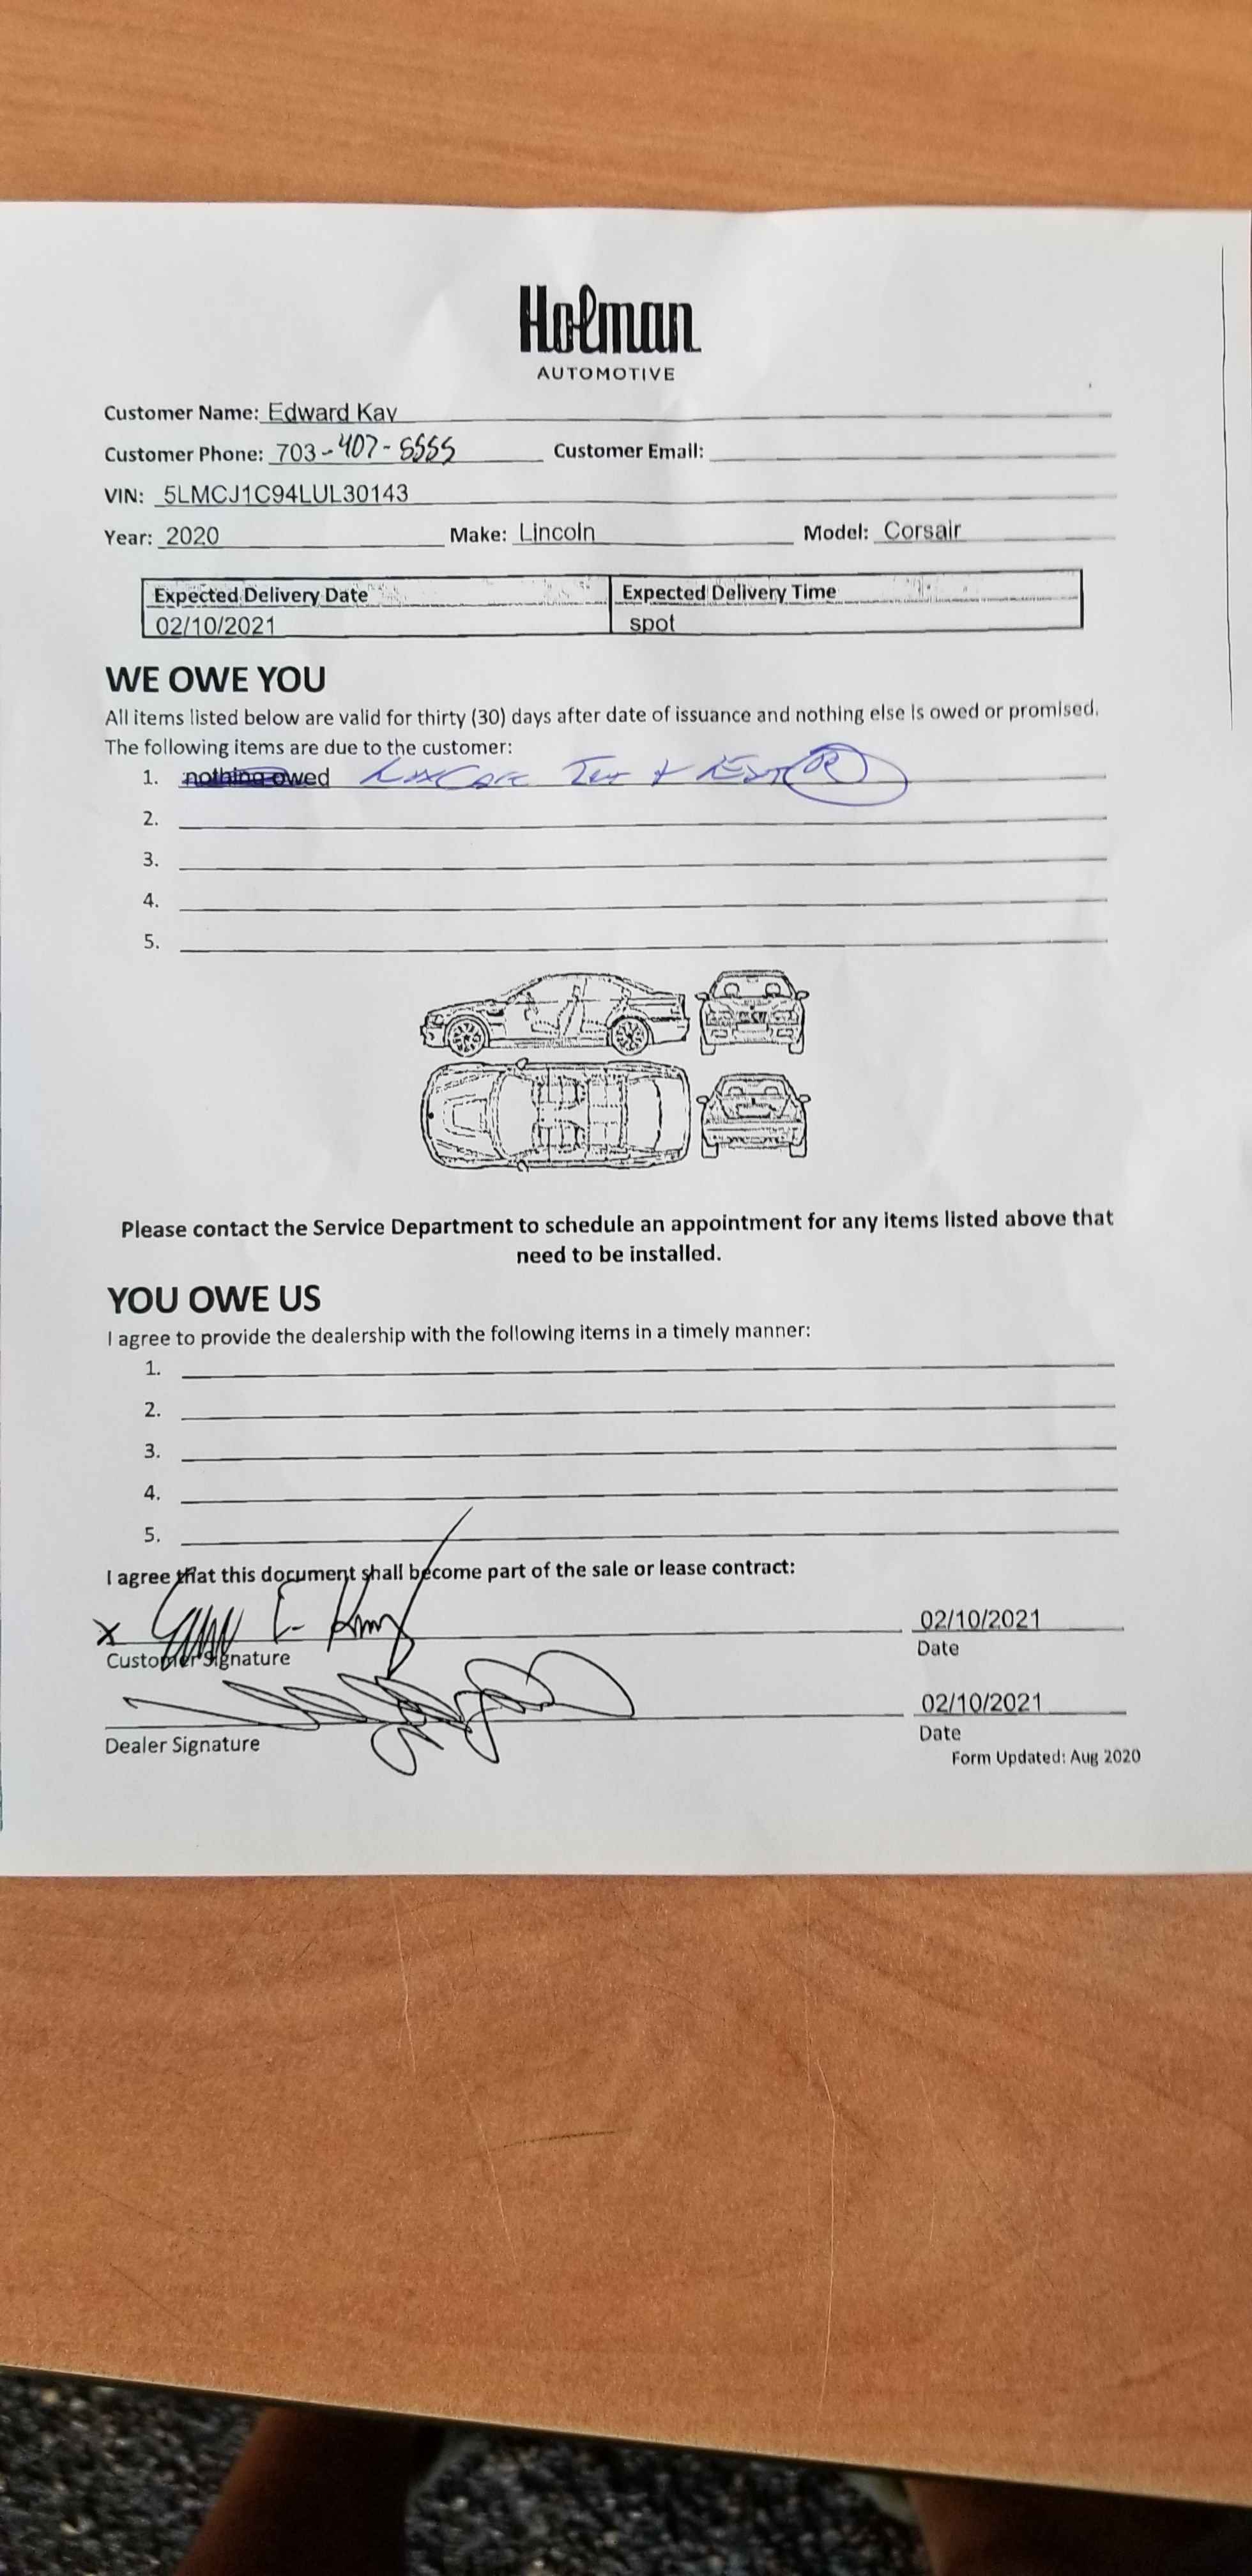 Holman
AUTOMOTIVE
Customer Name: Edward Kay
Customer Phone: 703-407-5555 Customer Email:
VIN: 5LMCJ1C94LUL30143
Year: 2020 Make: Lincoln Model: Corsair
Expected Delivery Date Expected Delivery Time
02/10/2021 spot
WE OWE YOU
All items listed below are valid for thirty (30) days after date of issuance and nothing else is owed or promised.
The following items are due to the customer:
1. nothing owed
2.
3.
4.
5.
Please contact the Service Department to schedule an appointment for any items listed above that
need to be installed.
YOU OWE US
I agree to provide the dealership with the following items in a timely manner:
1.
2.
3.
4.
5.
I agree that this document shall become part of the sale or lease contract:
X 02/10/2021
Customer Signature Date
02/10/2021
Dealer Signature Date
Form Updated: Aug 2020